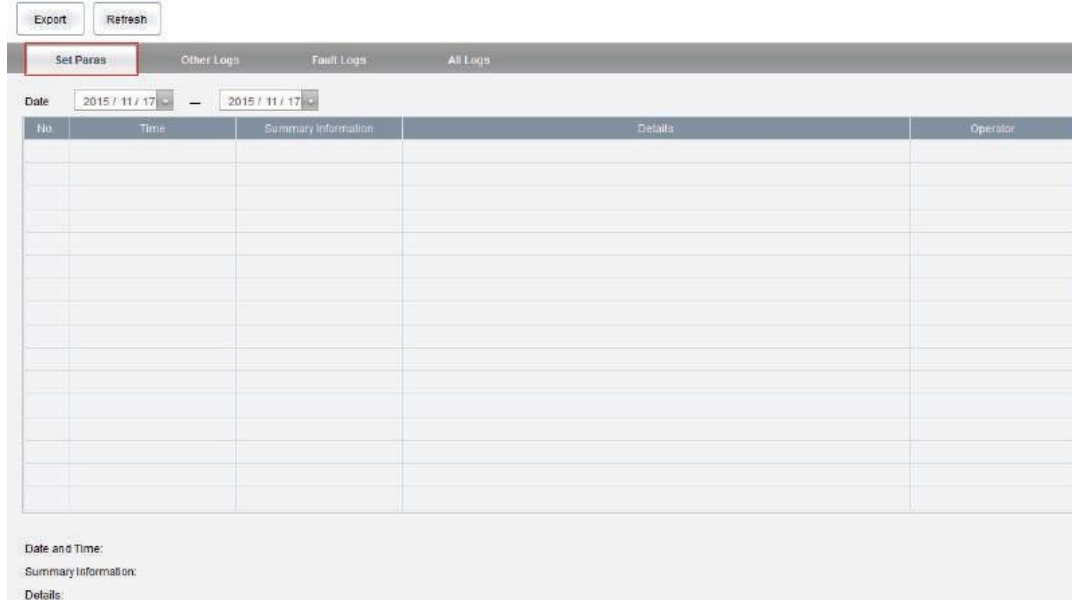 Export Refresh
Set Paras Other Logs Fault Logs All Logs
Date 2015 / 11 / 17 — 2015 / 11 / 17
No. Time Summary Information Details Operator
Date and Time:
Summary Information:
Details: